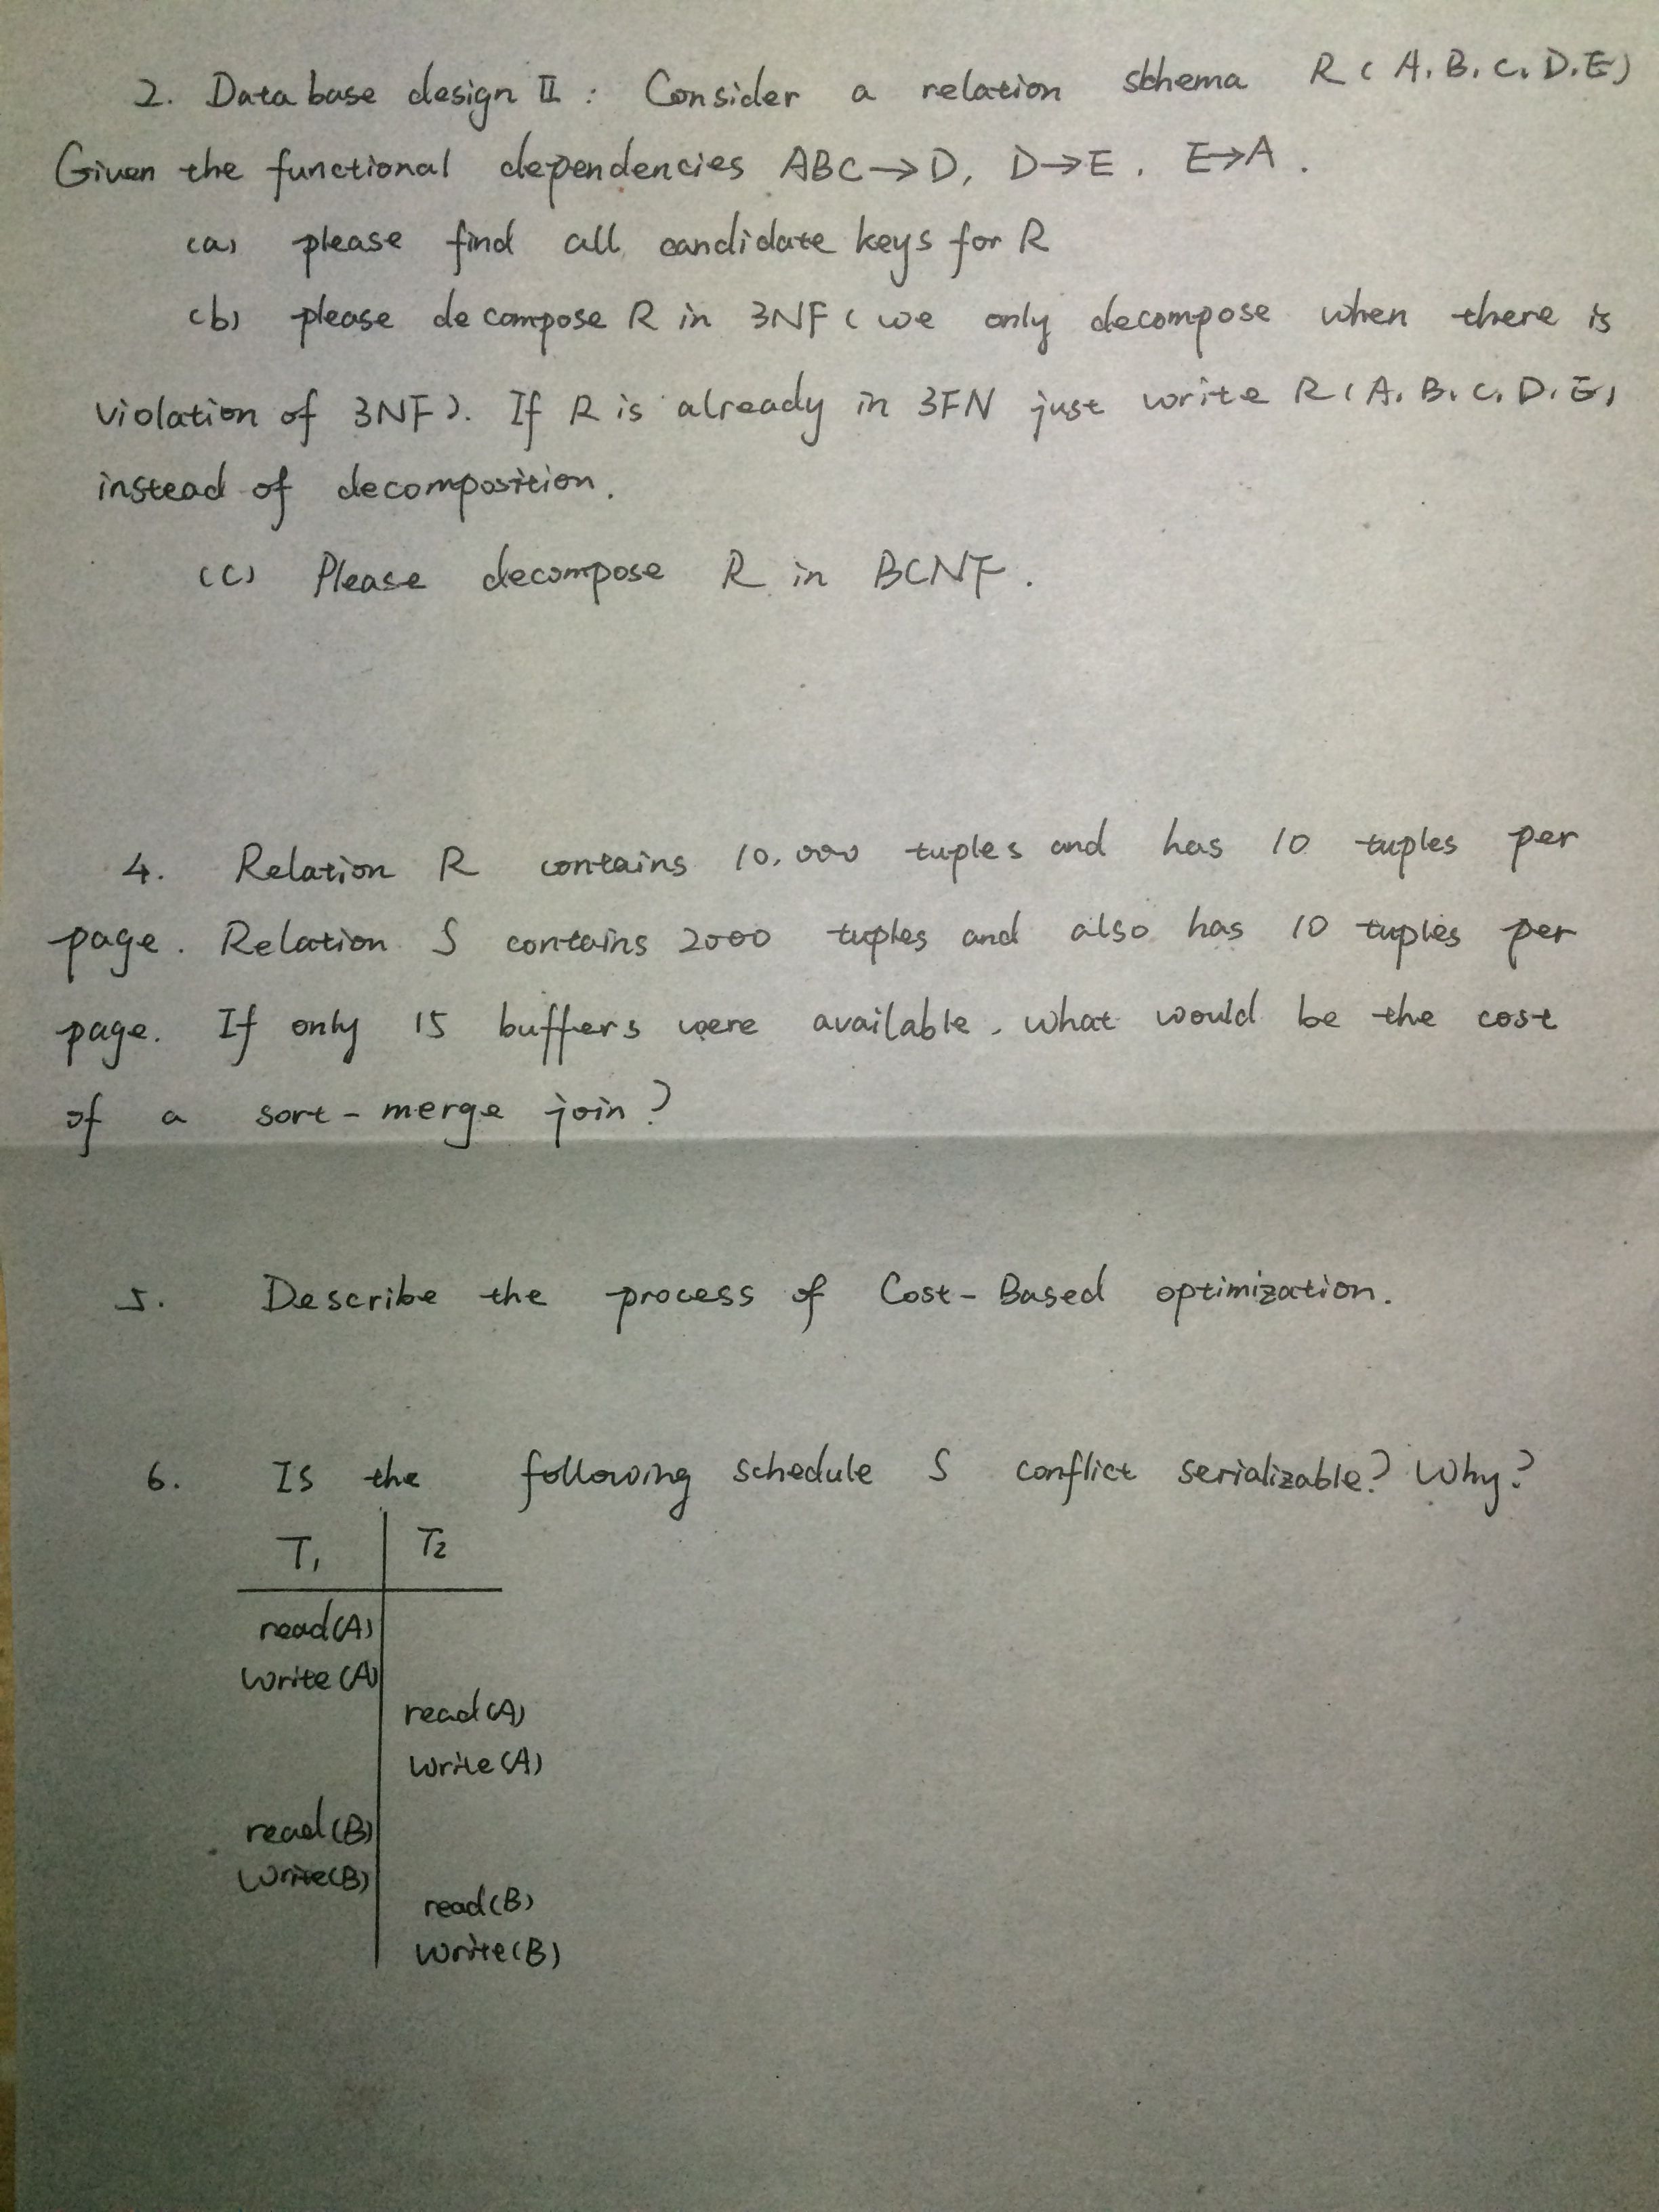 2. Database design II : Consider a relation schema R(A,B,C,D,E)
Given the functional dependencies ABC→D, D→E, E→A.
(a) please find all candidate keys for R
(b) please decompose R in 3NF (we only decompose when there is
violation of 3NF). If R is already in 3FN just write R(A,B,C,D,E)
instead of decomposition.
(c) Please decompose R in BCNF.
4. Relation R contains 10,000 tuples and has 10 tuples per
page. Relation S contains 2000 tuples and also has 10 tuples per
page. If only 15 buffers were available, what would be the cost
of a sort-merge join?
5. Describe the process of Cost-Based optimization.
6. Is the following schedule S conflict serializable? Why?
T1 T2
read(A)
write(A)
read(A)
write(A)
read(B)
write(B)
read(B)
write(B)